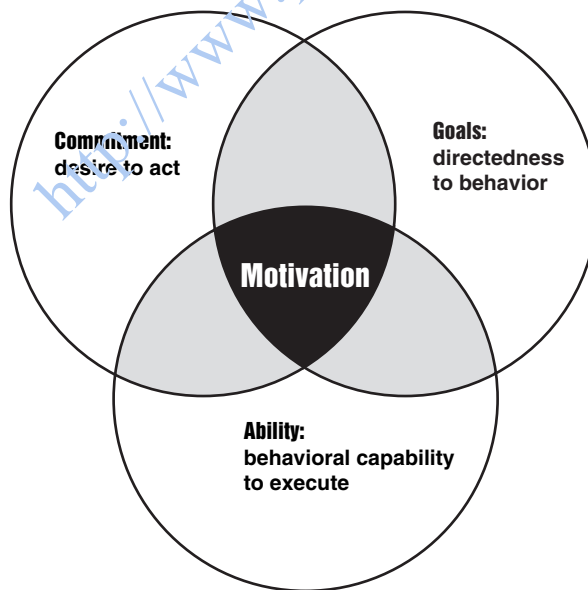 http://www.
Commitment:
desire to act
Goals:
directedness
to behavior
Motivation
Ability:
behavioral capability
to execute